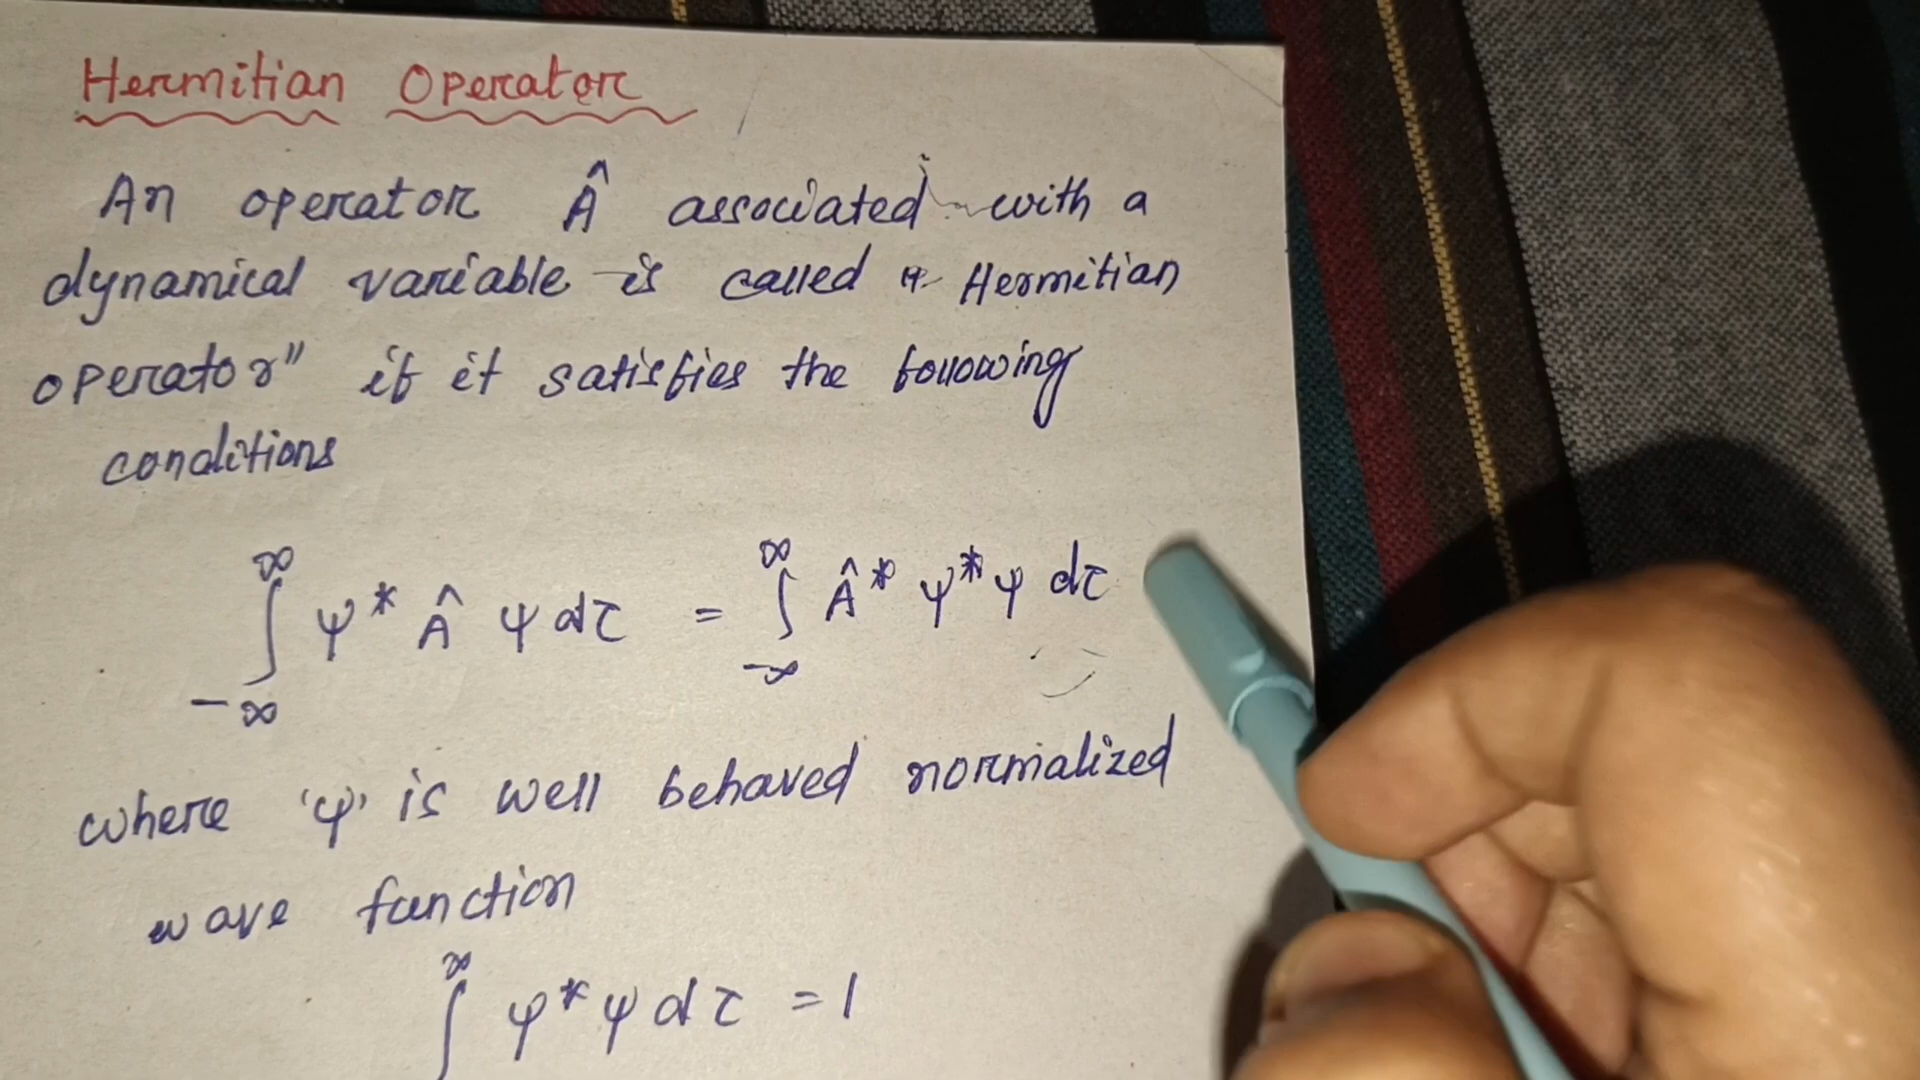 Hermitian Operator
An operator Â associated with a
dynamical variable is called Hermitian
operator" if it satisfies the following
conditions
∫_{-∞}^{∞} ψ* Â ψ dτ = ∫_{-∞}^{∞} Â* ψ* ψ dτ
where 'ψ' is well behaved normalized
wave function
∫^{∞} ψ* ψ dτ = 1